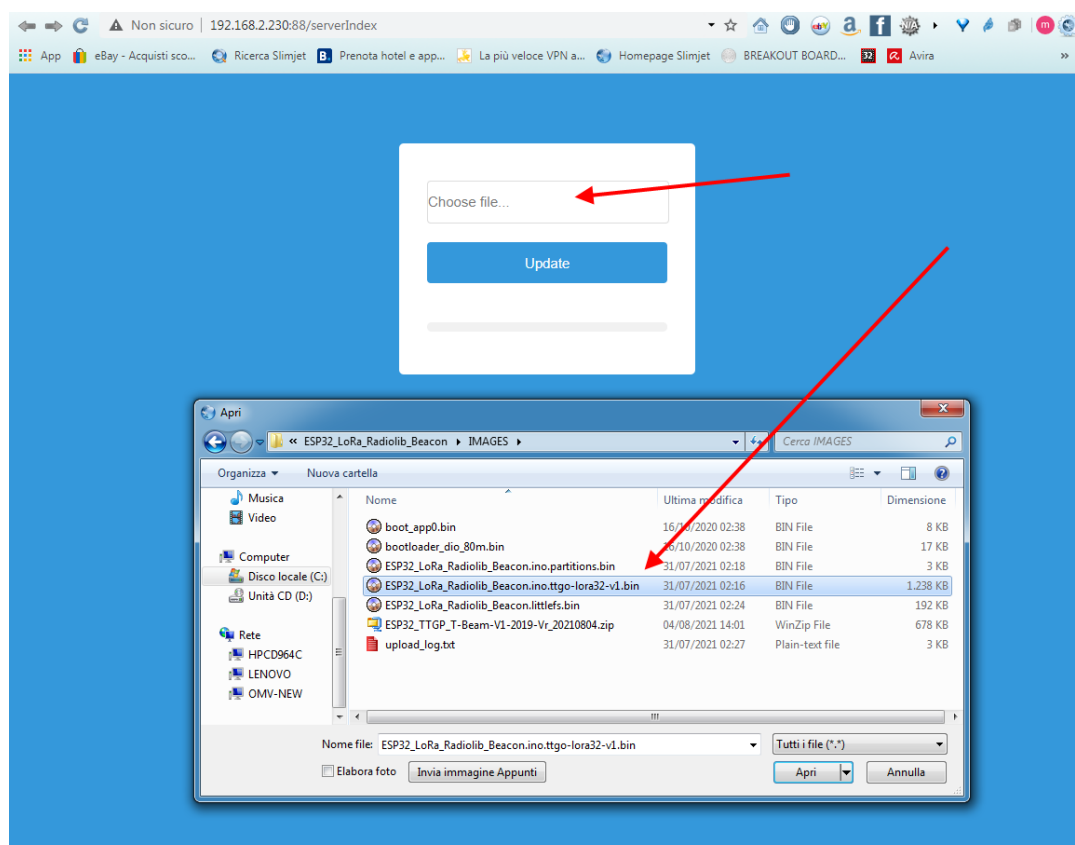 Non sicuro | 192.168.2.230:88/serverIndex
App eBay - Acquisti sco... Ricerca Slimjet B. Prenota hotel e app... La più veloce VPN a... Homepage Slimjet BREAKOUT BOARD... 32 Avira »
Choose file...
Update
Apri
« ESP32_LoRa_Radiolib_Beacon IMAGES Cerca IMAGES
Organizza Nuova cartella
Musica
Video
Computer
Disco locale (C:)
Unità CD (D:)
Rete
HPCD964C
LENOVO
OMV-NEW
Nome Ultima modifica Tipo Dimensione
boot_app0.bin 16/10/2020 02:38 BIN File 8 KB
bootloader_dio_80m.bin 16/10/2020 02:38 BIN File 17 KB
ESP32_LoRa_Radiolib_Beacon.ino.partitions.bin 31/07/2021 02:18 BIN File 3 KB
ESP32_LoRa_Radiolib_Beacon.ino.ttgo-lora32-v1.bin 31/07/2021 02:16 BIN File 1.238 KB
ESP32_LoRa_Radiolib_Beacon.littlefs.bin 31/07/2021 02:24 BIN File 192 KB
ESP32_TTGP_T-Beam-V1-2019-Vr_20210804.zip 04/08/2021 14:01 WinZip File 678 KB
upload_log.txt 31/07/2021 02:27 Plain-text file 3 KB
Nome file: ESP32_LoRa_Radiolib_Beacon.ino.ttgo-lora32-v1.bin Tutti i file (*.*)
Elabora foto Invia immagine Appunti Apri Annulla